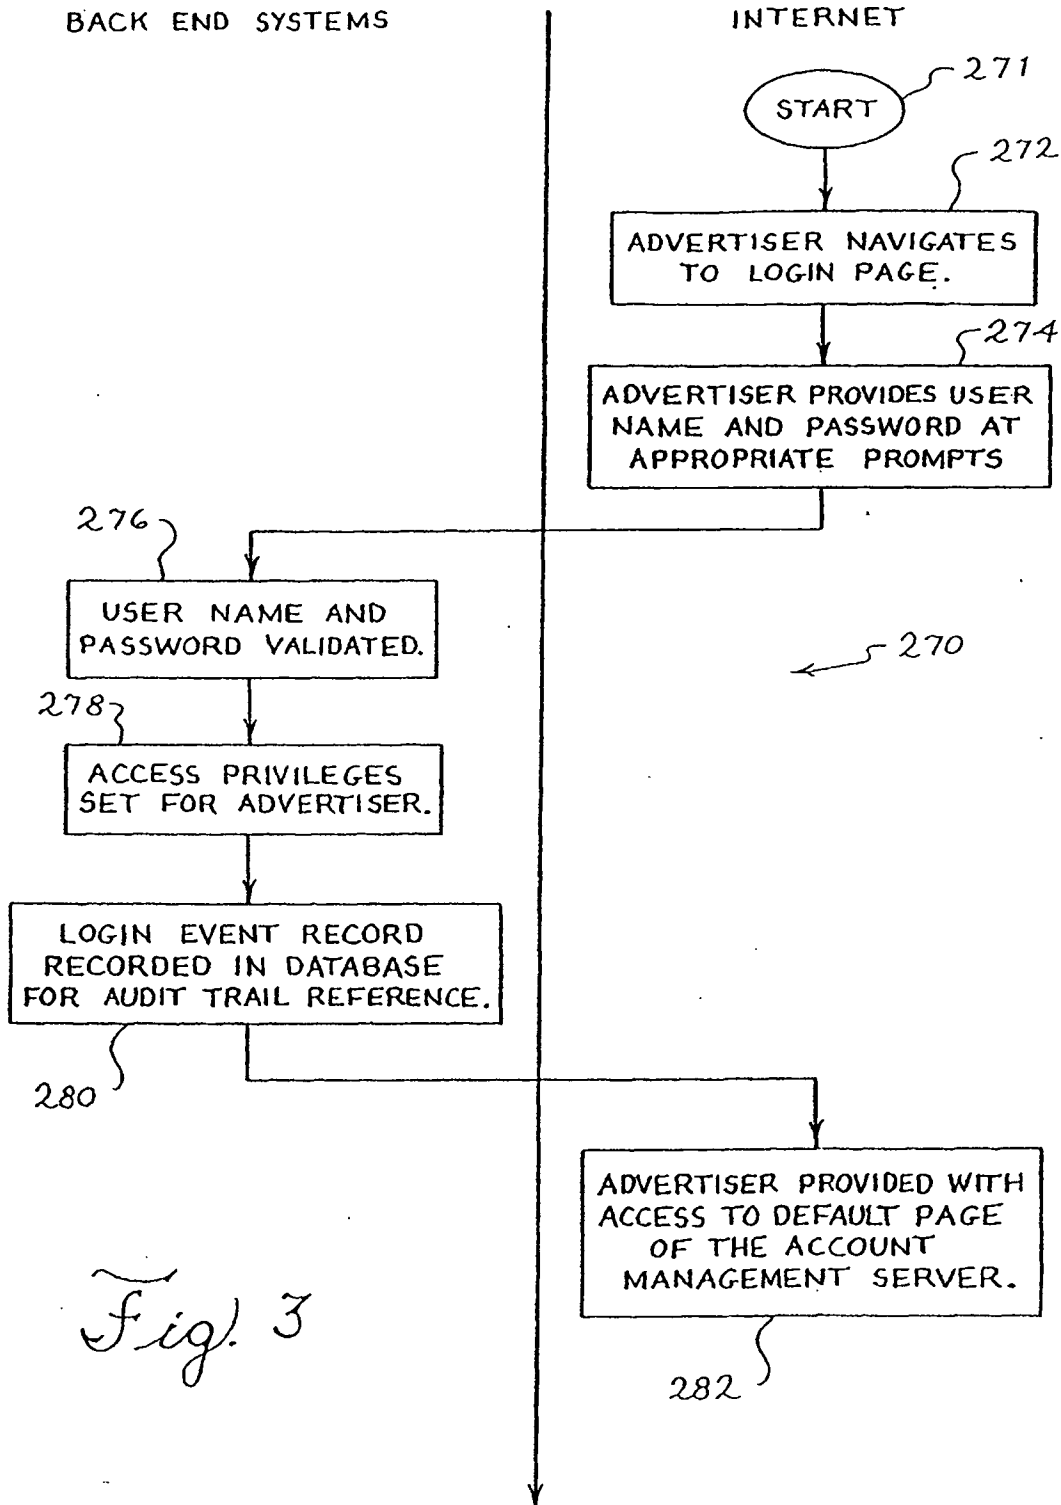 BACK END SYSTEMS
INTERNET
271
START
272
ADVERTISER NAVIGATES
TO LOGIN PAGE.
274
ADVERTISER PROVIDES USER
NAME AND PASSWORD AT
APPROPRIATE PROMPTS
276
USER NAME AND
PASSWORD VALIDATED.
270
278
ACCESS PRIVILEGES
SET FOR ADVERTISER.
LOGIN EVENT RECORD
RECORDED IN DATABASE
FOR AUDIT TRAIL REFERENCE.
280
ADVERTISER PROVIDED WITH
ACCESS TO DEFAULT PAGE
OF THE ACCOUNT
MANAGEMENT SERVER.
282
Fig. 3